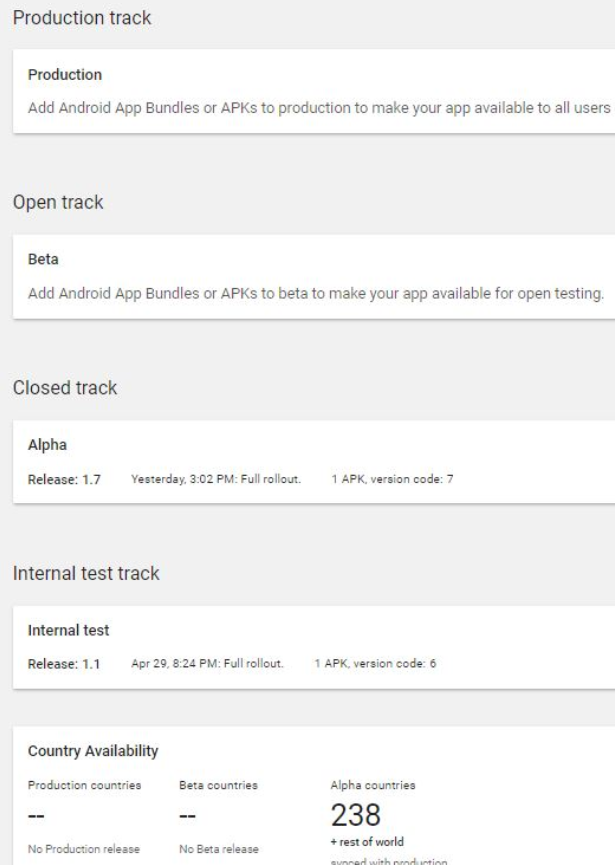 Production track
Production
Add Android App Bundles or APKs to production to make your app available to all users
Open track
Beta
Add Android App Bundles or APKs to beta to make your app available for open testing.
Closed track
Alpha
Release: 1.7 Yesterday, 3:02 PM: Full rollout. 1 APK, version code: 7
Internal test track
Internal test
Release: 1.1 Apr 29, 8:24 PM: Full rollout. 1 APK, version code: 6
Country Availability
Production countries Beta countries Alpha countries
-- -- 238
+ rest of world
No Production release No Beta release
synced with production